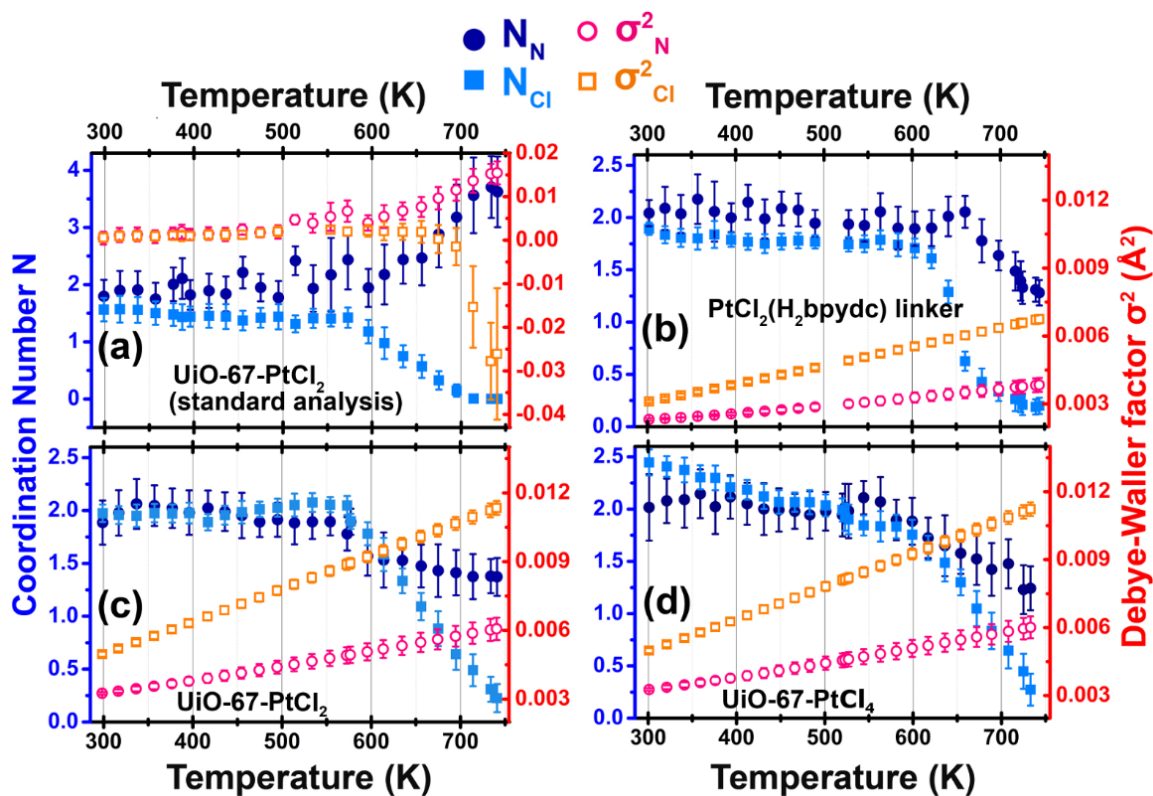 N_N σ²_N
N_Cl σ²_Cl
Temperature (K) Temperature (K)
300 400 500 600 700 300 400 500 600 700
4 0.02 2.5 0.012
0.01
3 2.0
0.00 0.009
2 1.5
-0.01
(a) (b) PtCl₂(H₂bpydc) linker
1 1.0 0.006
-0.02
UiO-67-PtCl₂
(standard analysis)
-0.03 0.5
0 0.003
-0.04 0.0
Coordination Number N
Debye-Waller factor σ² (Å²)
2.5 0.012 2.5 0.012
2.0 2.0
0.009 0.009
1.5 1.5
(c) (d)
1.0 0.006 1.0 0.006
0.5 0.5
UiO-67-PtCl₂ 0.003 UiO-67-PtCl₄ 0.003
0.0 0.0
300 400 500 600 700 300 400 500 600 700
Temperature (K) Temperature (K)